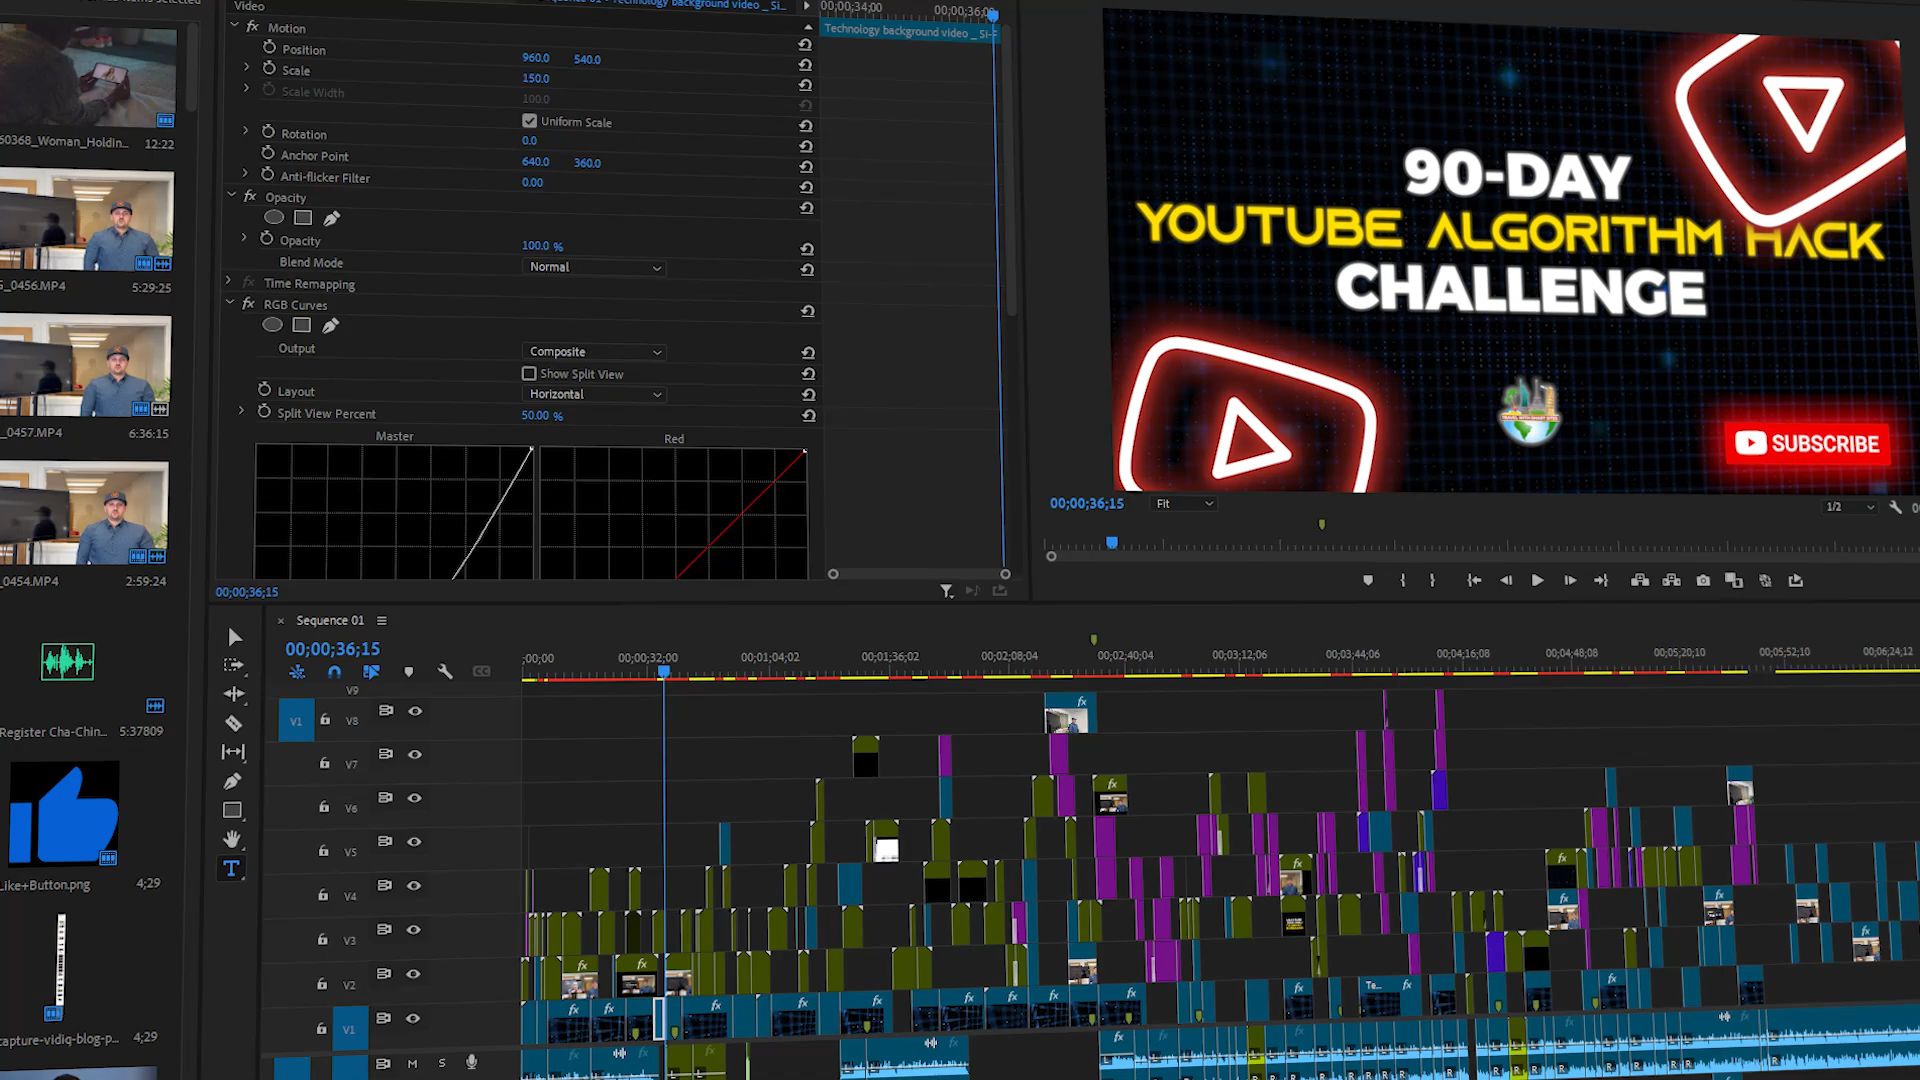 60368_Woman_Holdin... 12:22
_0456.MP4 5:29:25
_0457.MP4 6:36:15
_0454.MP4 2:59:24
Register Cha-Chin... 5:37809
Like+Button.png 4;29
capture-vidiq-blog-p... 4;29
Video
Technology background video _ Si...
Motion
Position 960.0 540.0
Scale 150.0
Scale Width 100.0
Uniform Scale
Rotation 0.0
Anchor Point 640.0 360.0
Anti-flicker Filter 0.00
Opacity
Opacity 100.0 %
Blend Mode Normal
Time Remapping
RGB Curves
Output Composite
Show Split View
Layout Horizontal
Split View Percent 50.00 %
Master Red
00;00;36;15
00;00;34;00
Technology background video _ Si-F
90-DAY
YOUTUBE ALGORITHM HACK
CHALLENGE
SUBSCRIBE
00;00;36;15 Fit 1/2
Sequence 01
00;00;36;15
;00;00 00;00;32;00 00;01;04;02 00;01;36;02 00;02;08;04 00;02;40;04 00;03;12;06 00;03;44;06 00;04;16;08 00;04;48;08 00;05;20;10 00;05;52;10 00;06;24;12
V9
V1 V8
V7
V6
V5
V4
V3
V2
V1
Te...
M S